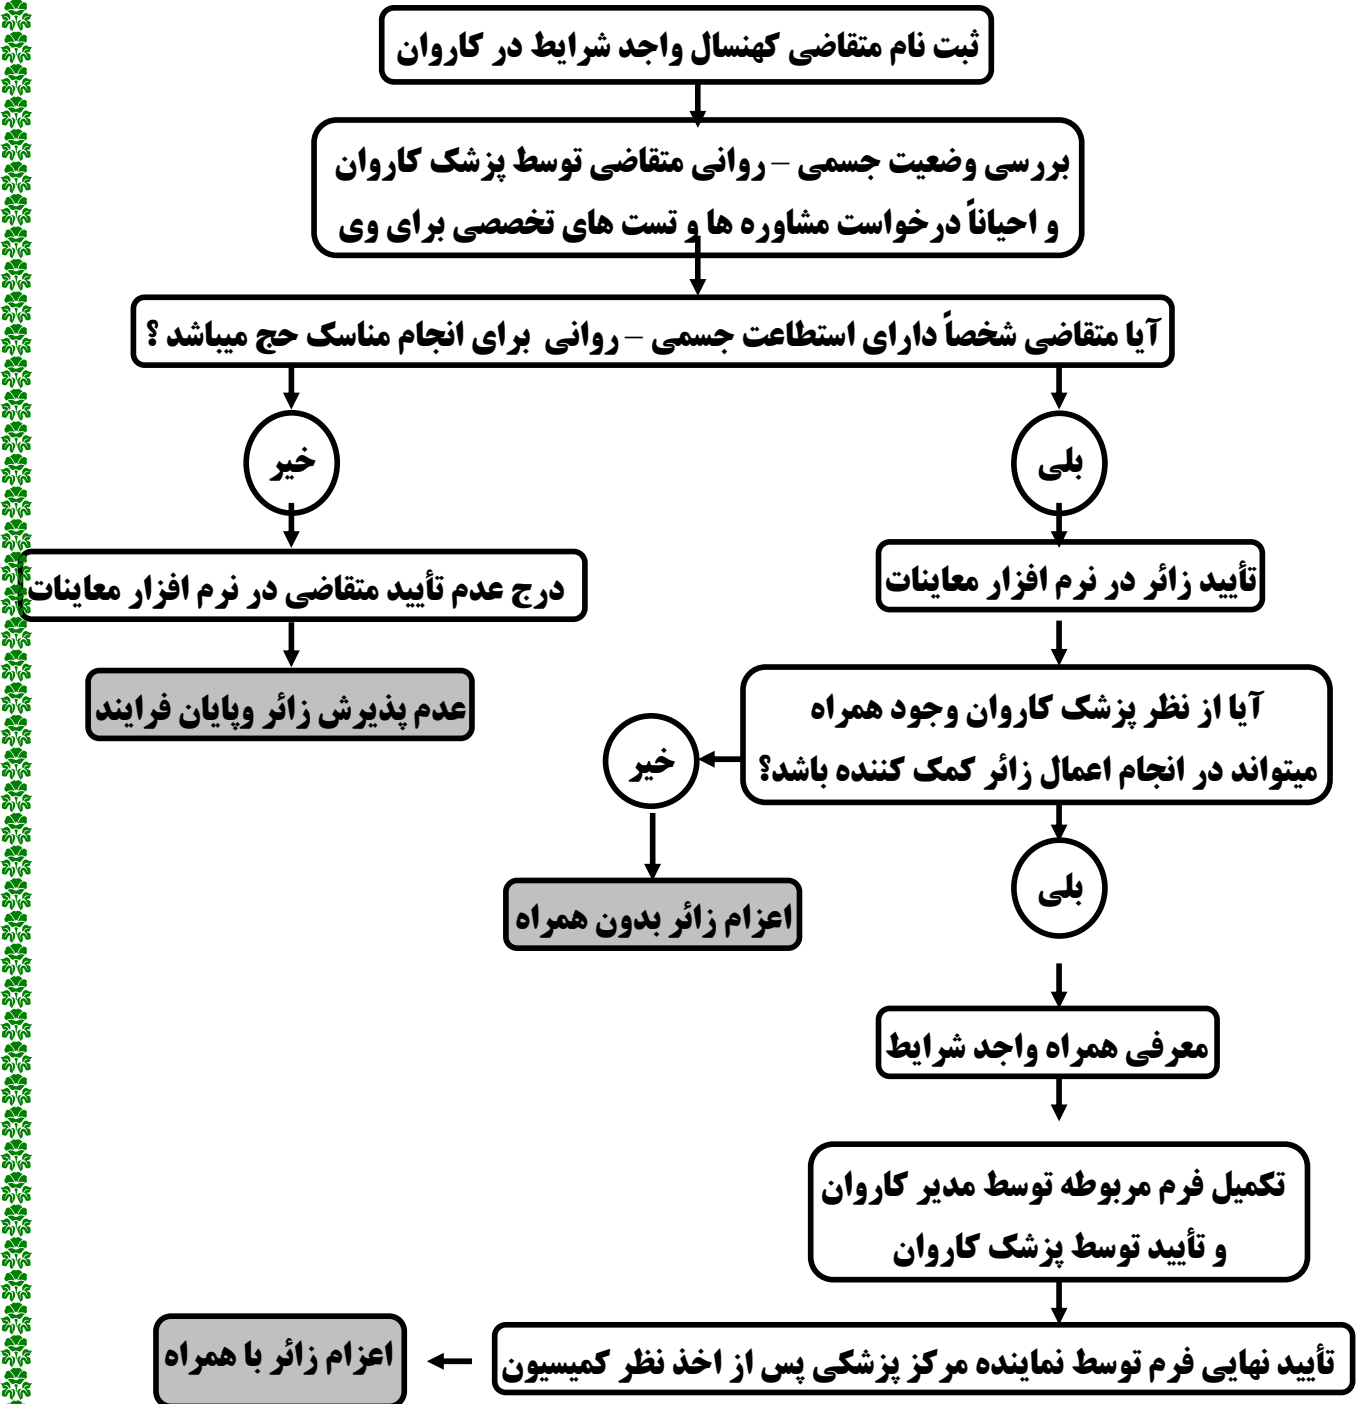 ثبت نام متقاضی کهنسال واجد شرایط در کاروان
بررسی وضعیت جسمی – روانی متقاضی توسط پزشک کاروان
و احیاناً درخواست مشاوره ها و تست های تخصصی برای وی
آیا متقاضی شخصاً دارای استطاعت جسمی – روانی برای انجام مناسک حج میباشد ؟
بلی
خیر
تأیید زائر در نرم افزار معاینات
درج عدم تأیید متقاضی در نرم افزار معاینات
عدم پذیرش زائر وپایان فرایند
آیا از نظر پزشک کاروان وجود همراه
میتواند در انجام اعمال زائر کمک کننده باشد؟
خیر
بلی
اعزام زائر بدون همراه
معرفی همراه واجد شرایط
تکمیل فرم مربوطه توسط مدیر کاروان
و تأیید توسط پزشک کاروان
تأیید نهایی فرم توسط نماینده مرکز پزشکی پس از اخذ نظر کمیسیون
اعزام زائر با همراه